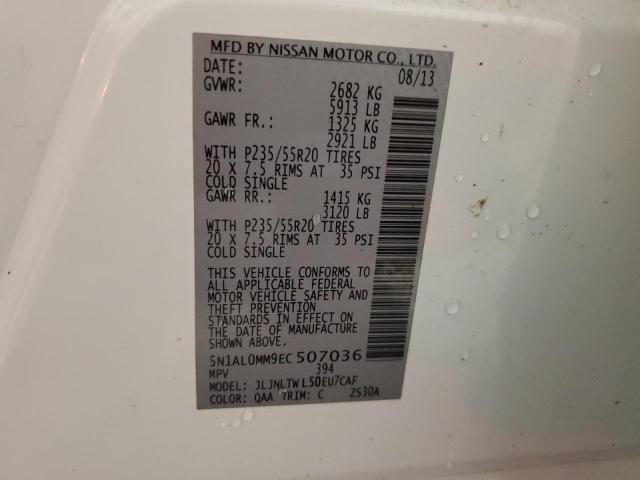 MFD BY NISSAN MOTOR CO., LTD.
DATE: 08/13
GVWR: 2682 KG
5913 LB
GAWR FR.: 1325 KG
2921 LB
WITH P235/55R20 TIRES
20 X 7.5 RIMS AT 35 PSI
COLD SINGLE
GAWR RR.: 1415 KG
3120 LB
WITH P235/55R20 TIRES
20 X 7.5 RIMS AT 35 PSI
COLD SINGLE
THIS VEHICLE CONFORMS TO
ALL APPLICABLE FEDERAL
MOTOR VEHICLE SAFETY AND
THEFT PREVENTION
STANDARDS IN EFFECT ON
THE DATE OF MANUFACTURE
SHOWN ABOVE.
5N1AL0MM9EC507036
MPV 394
MODEL: JLJNLTWL50EU7CAF
COLOR: QAA TRIM: C ZS30A